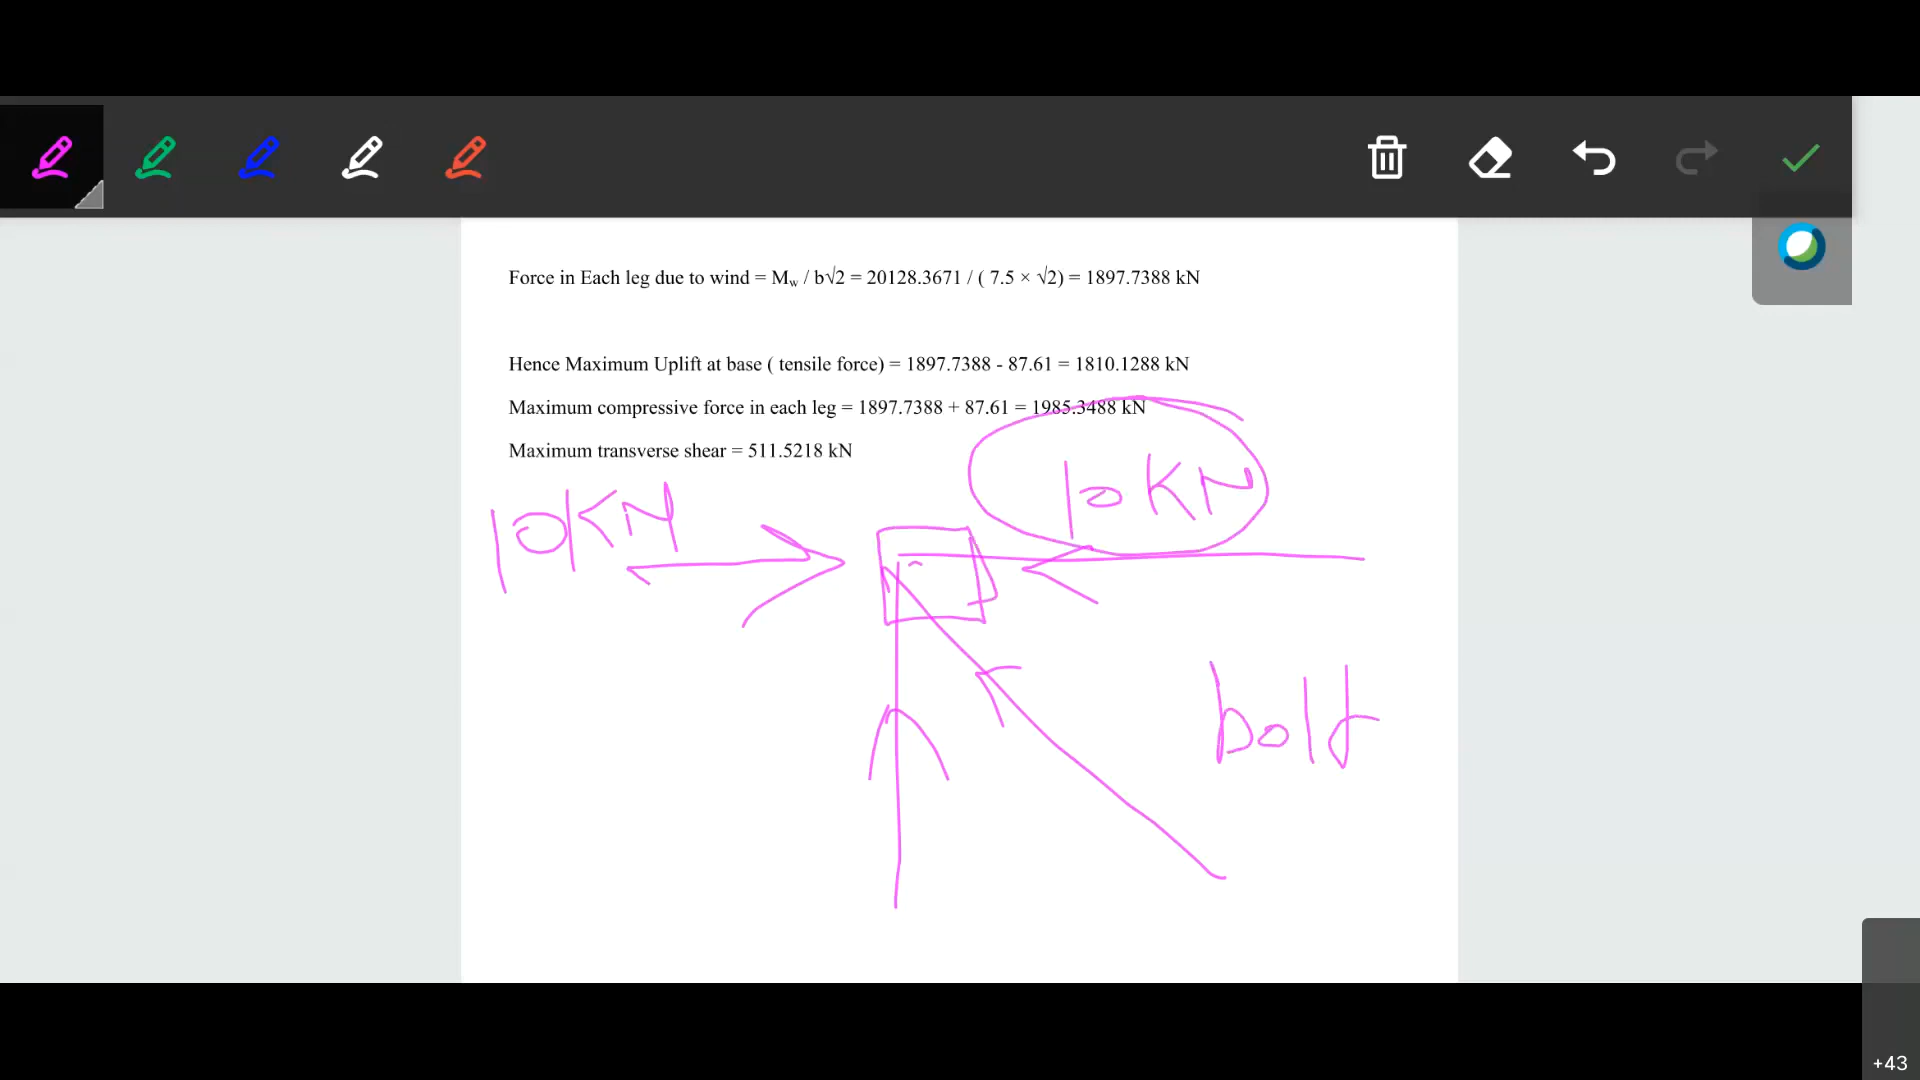 Force in Each leg due to wind = Mw / b√2 = 20128.3671 / ( 7.5 × √2) = 1897.7388 kN
Hence Maximum Uplift at base ( tensile force) = 1897.7388 - 87.61 = 1810.1288 kN
Maximum compressive force in each leg = 1897.7388 + 87.61 = 1985.3488 kN
Maximum transverse shear = 511.5218 kN
10KN
10KN
bolt
+43